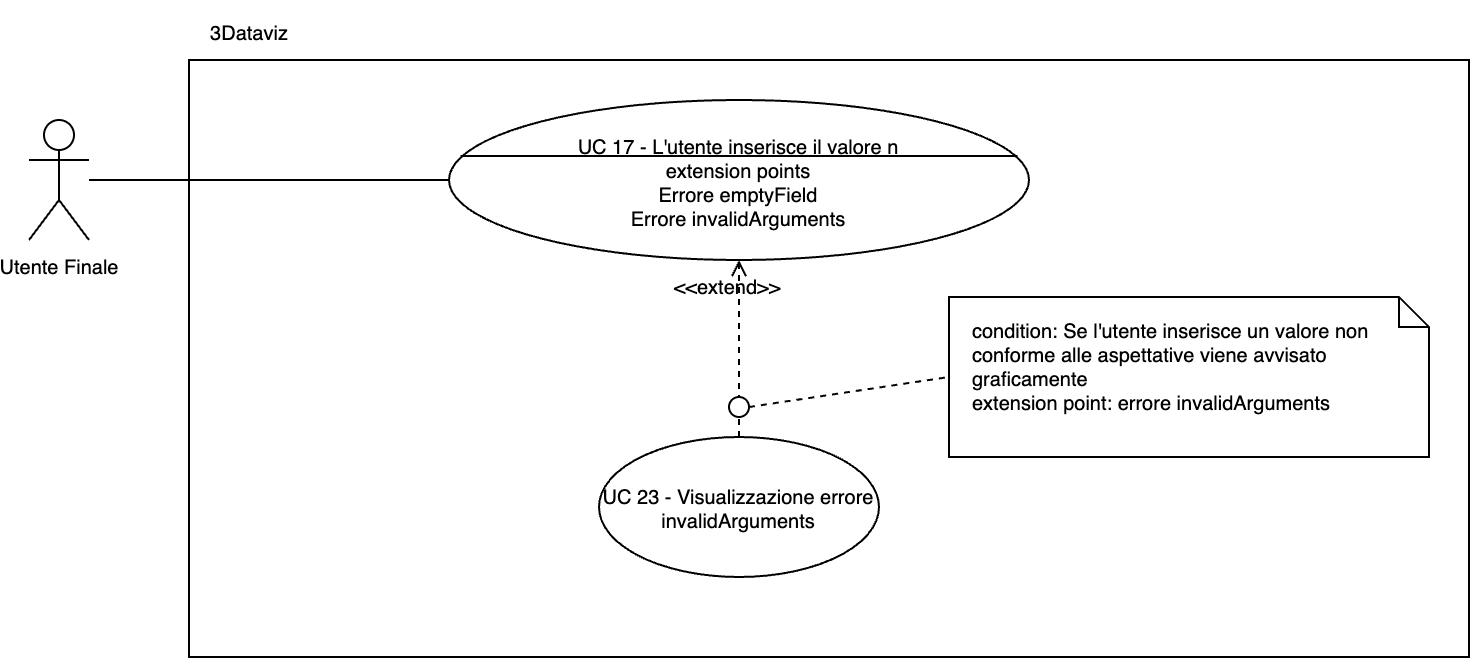 3Dataviz
UC 17 - L'utente inserisce il valore n
extension points
Errore emptyField
Errore invalidArguments
Utente Finale
<<extend>>
condition: Se l'utente inserisce un valore non
conforme alle aspettative viene avvisato
graficamente
extension point: errore invalidArguments
UC 23 - Visualizzazione errore
invalidArguments